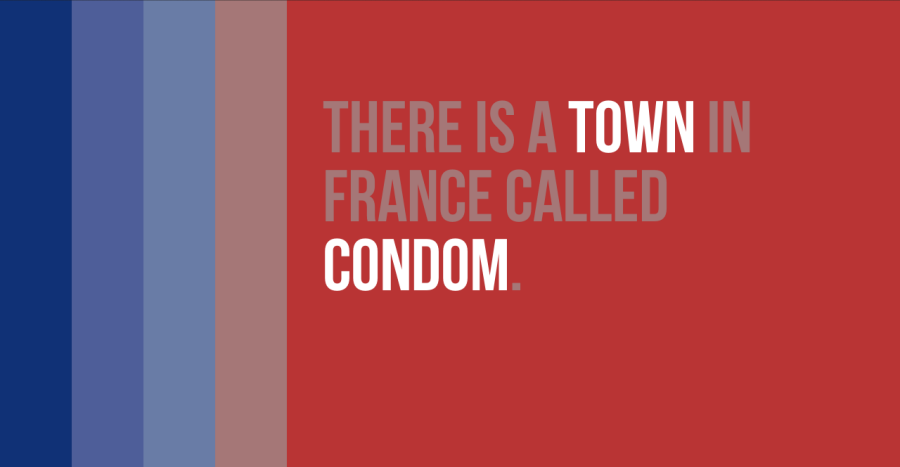 THERE IS A TOWN IN
FRANCE CALLED
CONDOM.